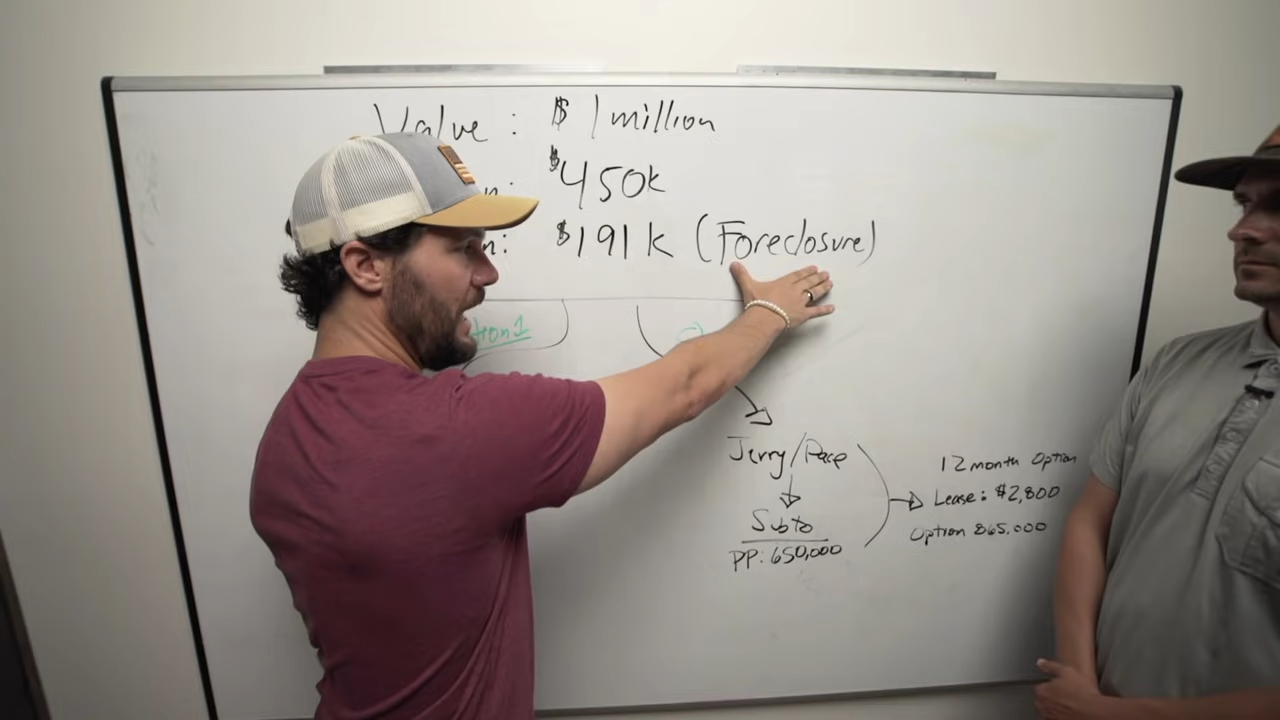 Value : $ 1 million
$450k
$191k (Foreclosure)
tion 1
Jerry/Pace
Subto
PP: 650,000
12 month Option
Lease: $2,800
Option 865,000